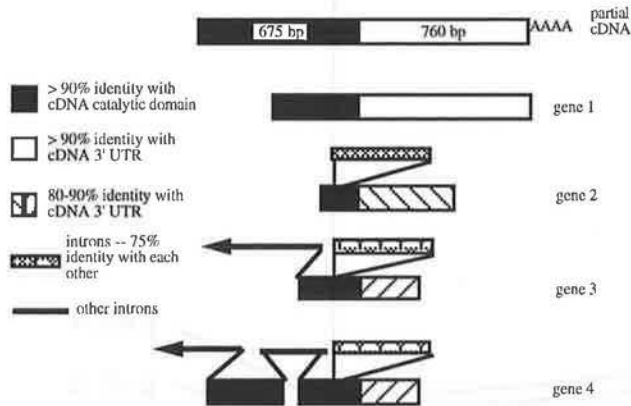 675 bp
760 bp
AAAA
partial
cDNA
> 90% identity with
cDNA catalytic domain
gene 1
> 90% identity with
cDNA 3' UTR
gene 2
80-90% identity with
cDNA 3' UTR
introns -- 75%
identity with each
other
gene 3
other introns
gene 4